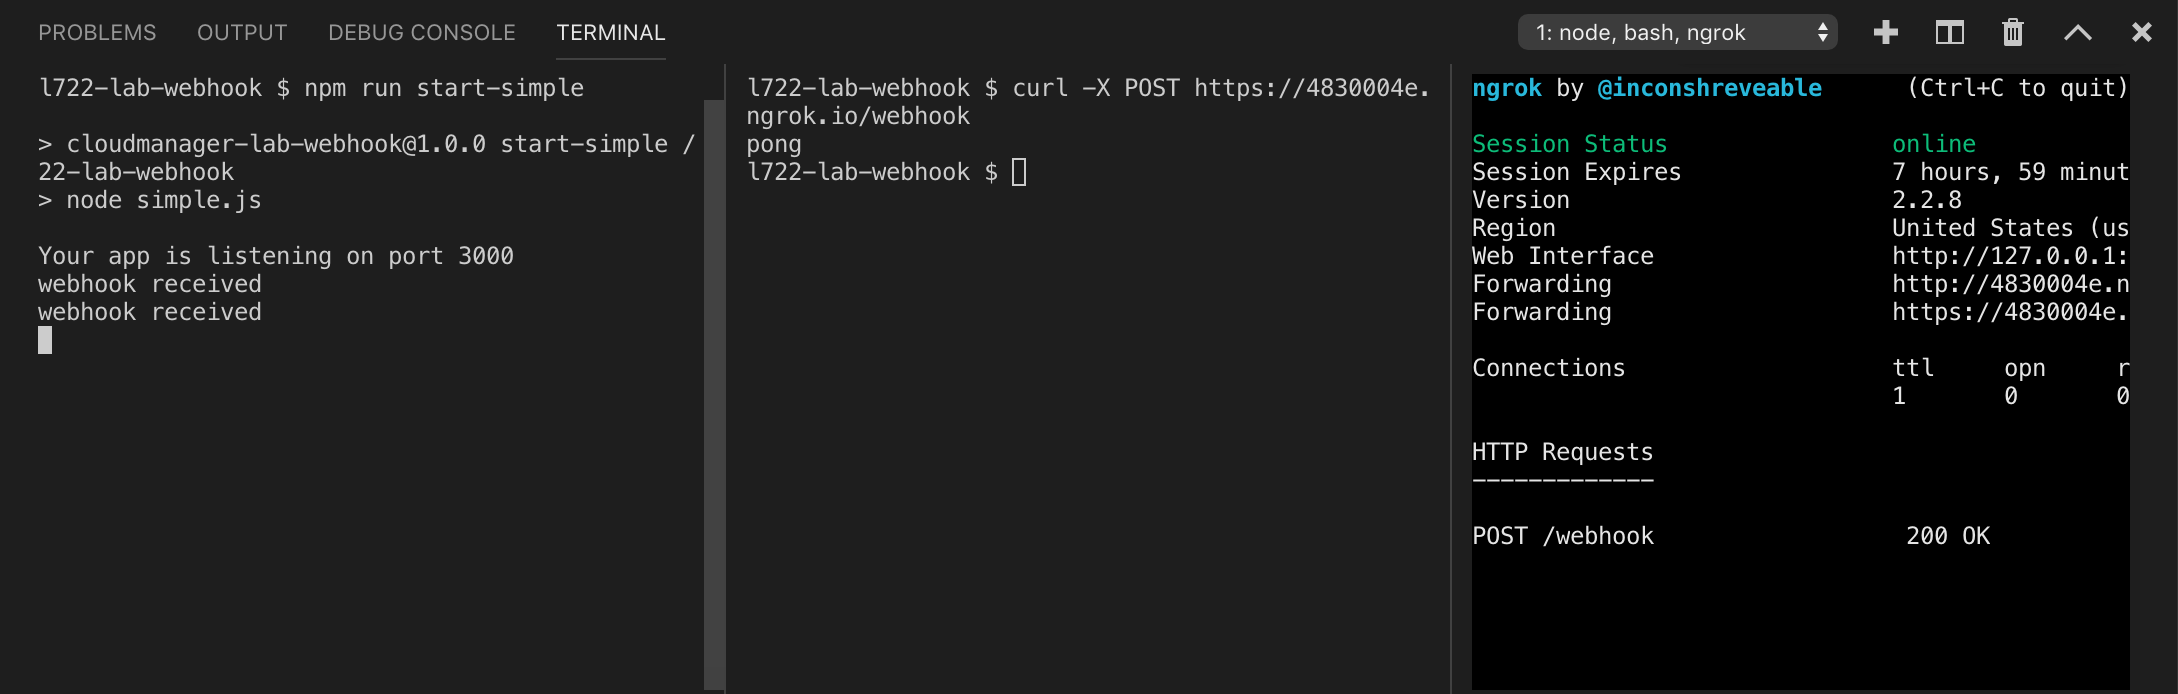 PROBLEMS OUTPUT DEBUG CONSOLE TERMINAL 1: node, bash, ngrok
l722-lab-webhook $ npm run start-simple
> cloudmanager-lab-webhook@1.0.0 start-simple /
22-lab-webhook
> node simple.js
Your app is listening on port 3000
webhook received
webhook received
l722-lab-webhook $ curl -X POST https://4830004e.
ngrok.io/webhook
pong
l722-lab-webhook $
ngrok by @inconshreveable (Ctrl+C to quit)
Session Status online
Session Expires 7 hours, 59 minut
Version 2.2.8
Region United States (us
Web Interface http://127.0.0.1:
Forwarding http://4830004e.n
Forwarding https://4830004e.
Connections ttl opn r
1 0 0
HTTP Requests
-------------
POST /webhook 200 OK